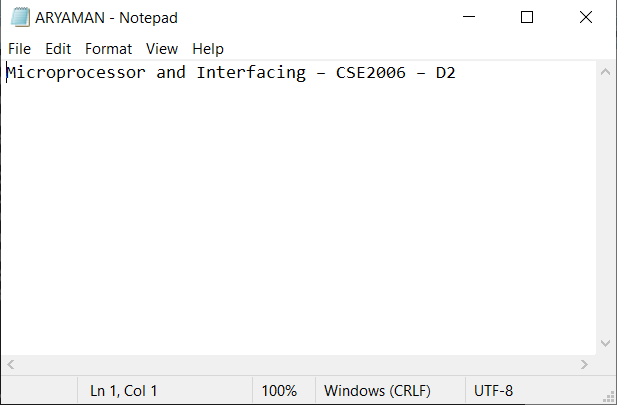 ARYAMAN - Notepad
File Edit Format View Help
Microprocessor and Interfacing – CSE2006 – D2
Ln 1, Col 1 100% Windows (CRLF) UTF-8